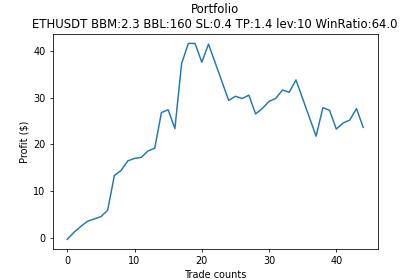 Portfolio
ETHUSDT BBM:2.3 BBL:160 SL:0.4 TP:1.4 lev:10 WinRatio:64.0
40
30
20
10
0
Profit ($)
0 10 20 30 40
Trade counts